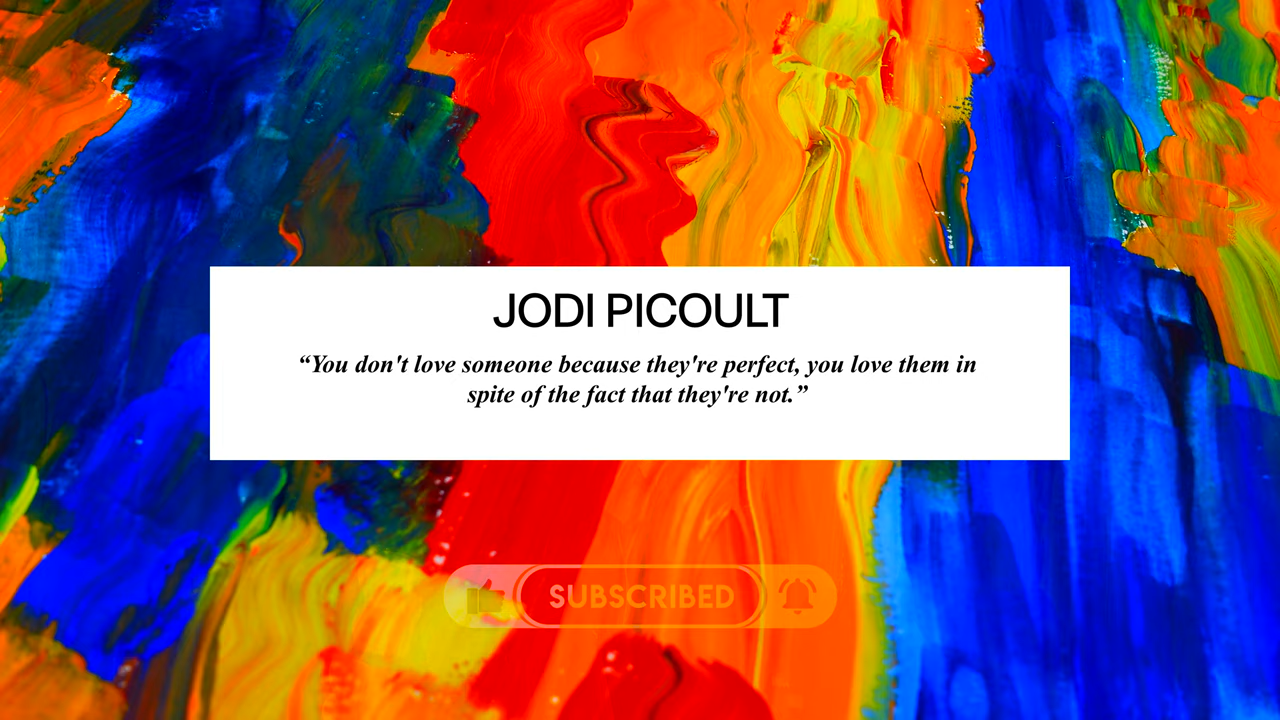 JODI PICOULT
“You don't love someone because they're perfect, you love them in
spite of the fact that they're not.”
SUBSCRIBED